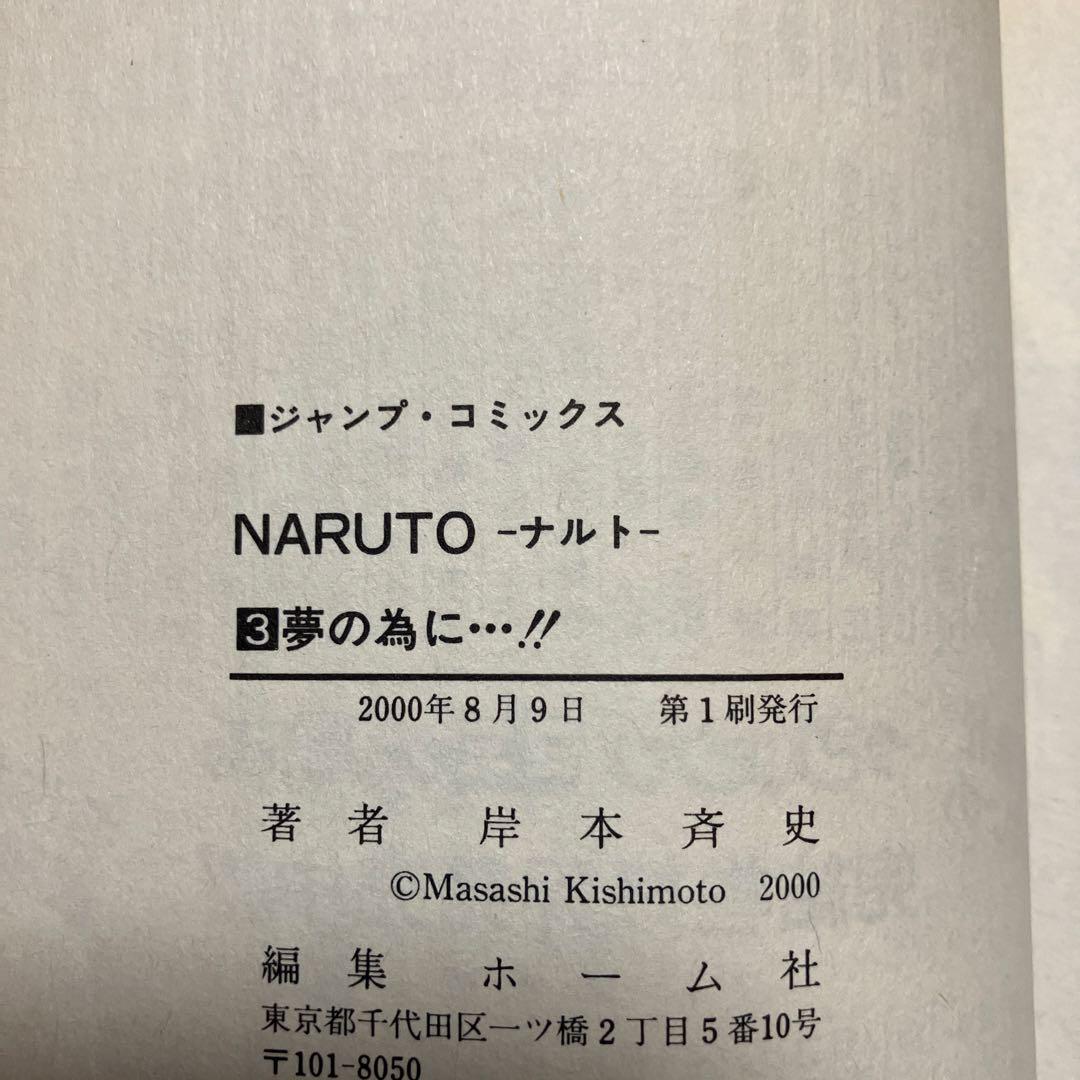 ■ジャンプ・コミックス
NARUTO -ナルト-
3夢の為に…!!
2000年8月9日 第1刷発行
著者 岸本斉史
©Masashi Kishimoto 2000
編集 ホーム社
東京都千代田区一ツ橋2丁目5番10号
〒101-8050